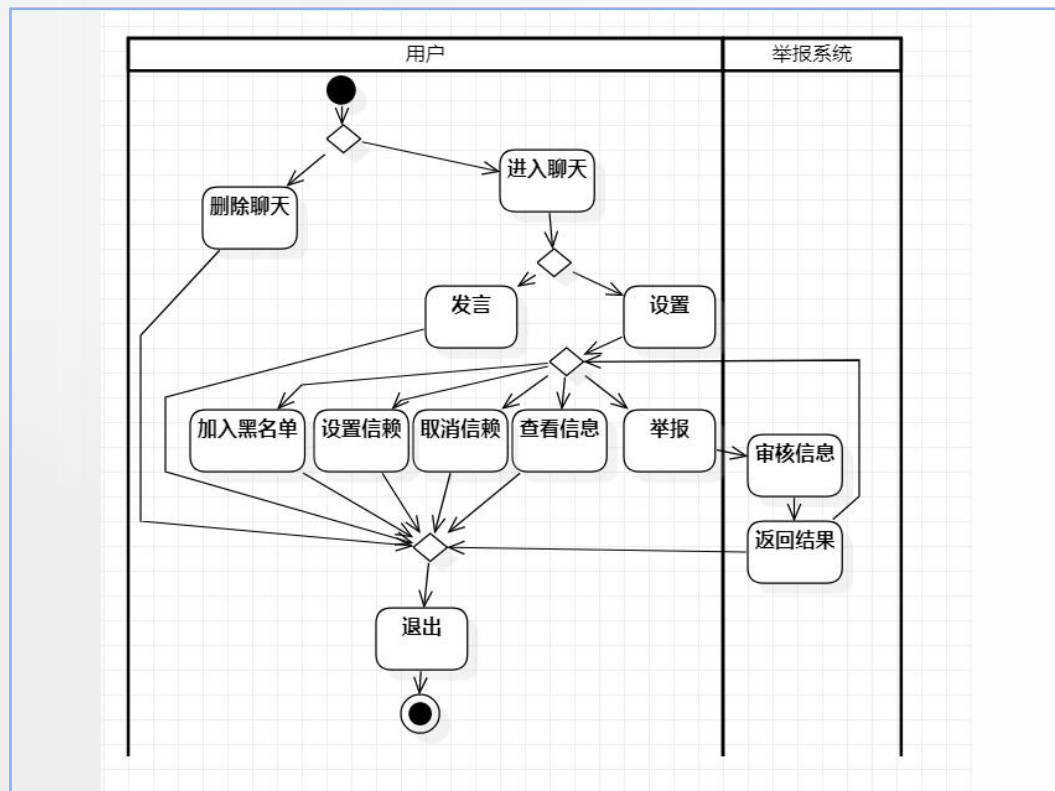 用户
举报系统
进入聊天
删除聊天
发言
设置
加入黑名单
设置信赖
取消信赖
查看信息
举报
审核信息
返回结果
退出